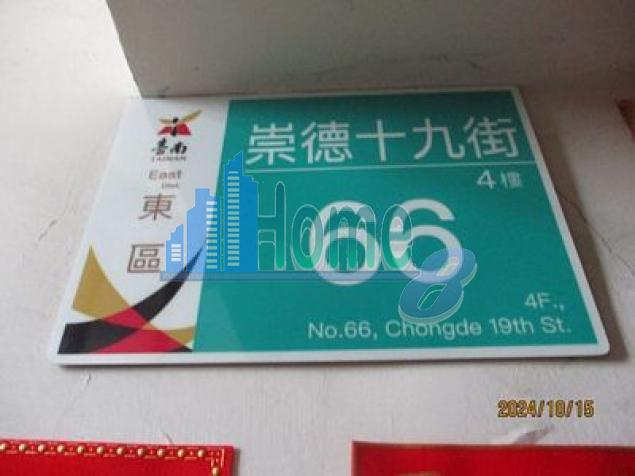 臺南
TAINAN
East
Dist.
東
區
崇德十九街
4樓
66
4F.,
No.66, Chongde 19th St.
Home 8
2024/10/15